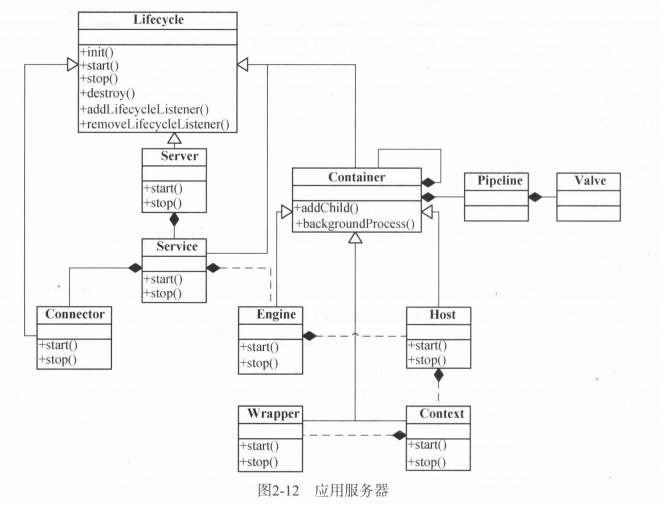 Lifecycle
+init()
+start()
+stop()
+destroy()
+addLifecycleListener()
+removeLifecycleListener()
Server
+start()
+stop()
Container
+addChild()
+backgroundProcess()
Pipeline
Valve
Service
+start()
+stop()
Connector
+start()
+stop()
Engine
+start()
+stop()
Host
+start()
+stop()
Wrapper
+start()
+stop()
Context
+start()
+stop()
图2-12 应用服务器